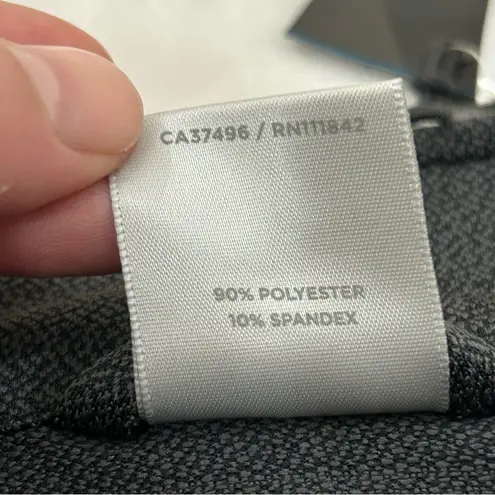 CA37496 / RN111842
90% POLYESTER
10% SPANDEX